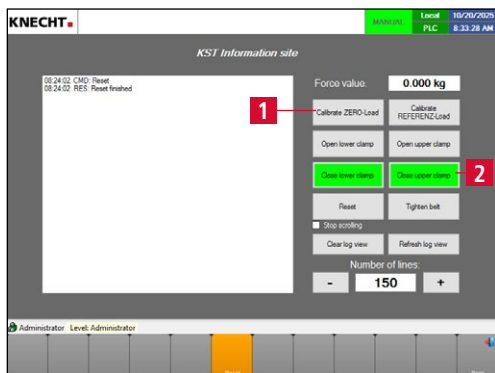 KNECHT
MANUAL
Local
PLC
10/20/2025
8:33:28 AM
KST Information site
08:24:02 CMD: Reset
08:24:02 RES: Reset finished
Force value:
0.000 kg
1
Calibrate ZERO-Load
Calibrate
REFERENZ-Load
Open lower clamp
Open upper clamp
Close lower clamp
Close upper clamp
2
Reset
Tighten belt
Stop scrolling
Clear log view
Refresh log view
Number of lines:
-
150
+
Administrator
Level: Administrator
Reset